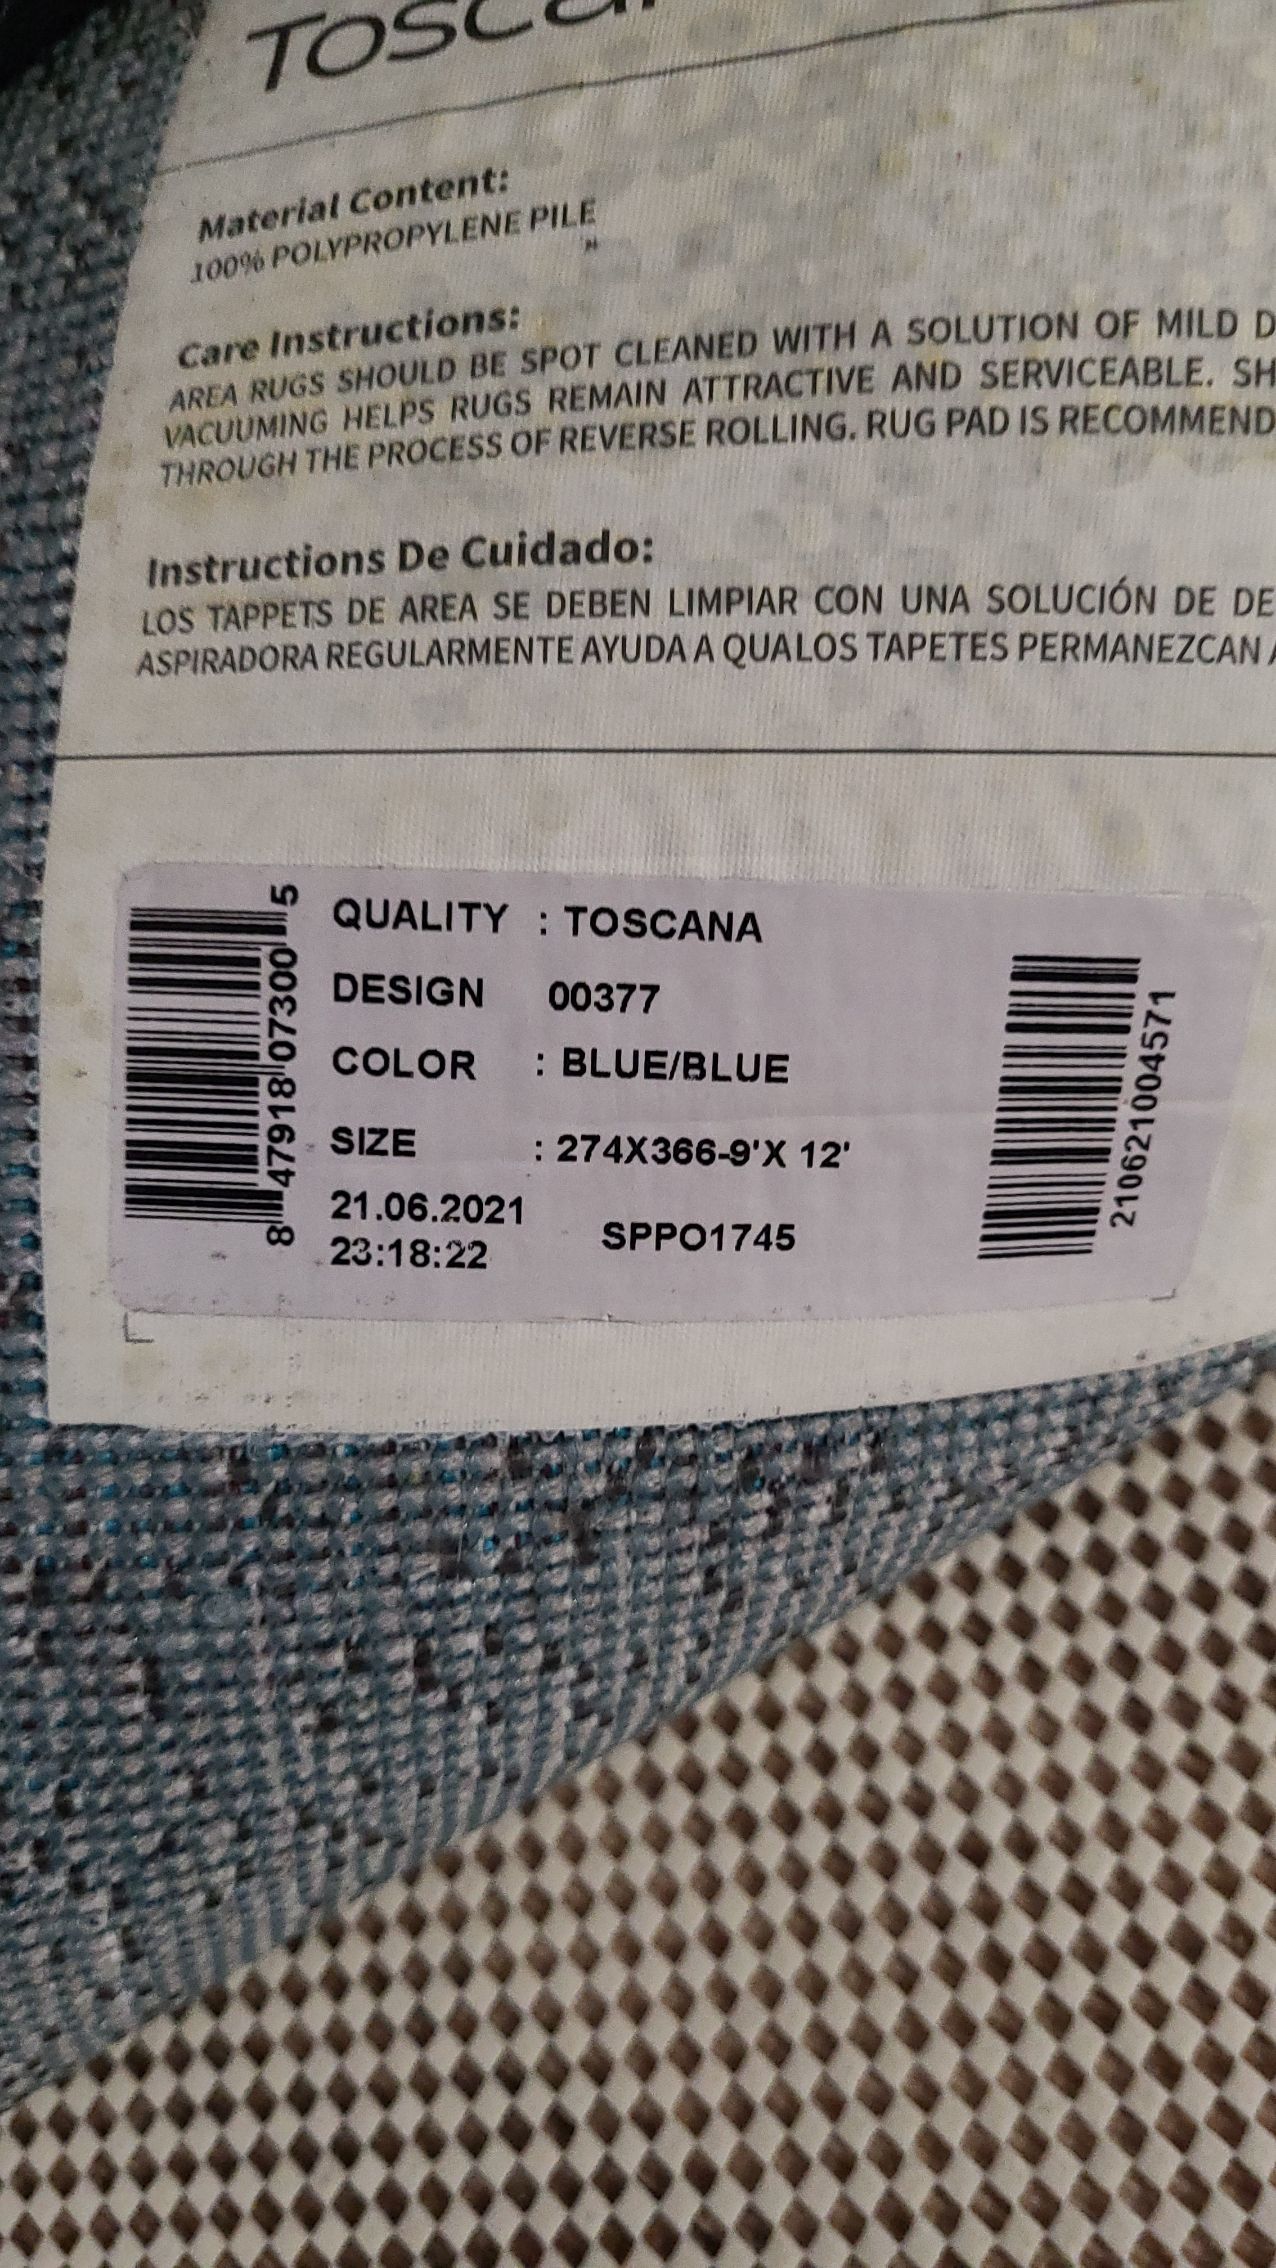 Material Content:
100% POLYPROPYLENE PILE
Care Instructions:
AREA RUGS SHOULD BE SPOT CLEANED WITH A SOLUTION OF MILD D
VACUUMING HELPS RUGS REMAIN ATTRACTIVE AND SERVICEABLE. SH
THROUGH THE PROCESS OF REVERSE ROLLING. RUG PAD IS RECOMMEND
Instructions De Cuidado:
LOS TAPPETS DE AREA SE DEBEN LIMPIAR CON UNA SOLUCIÓN DE DE
ASPIRADORA REGULARMENTE AYUDA A QUALOS TAPETES PERMANEZCAN
8 47918 07300 5
QUALITY : TOSCANA
DESIGN 00377
COLOR : BLUE/BLUE
SIZE : 274X366-9'X 12'
21.06.2021
23:18:22
SPPO1745
210621004571